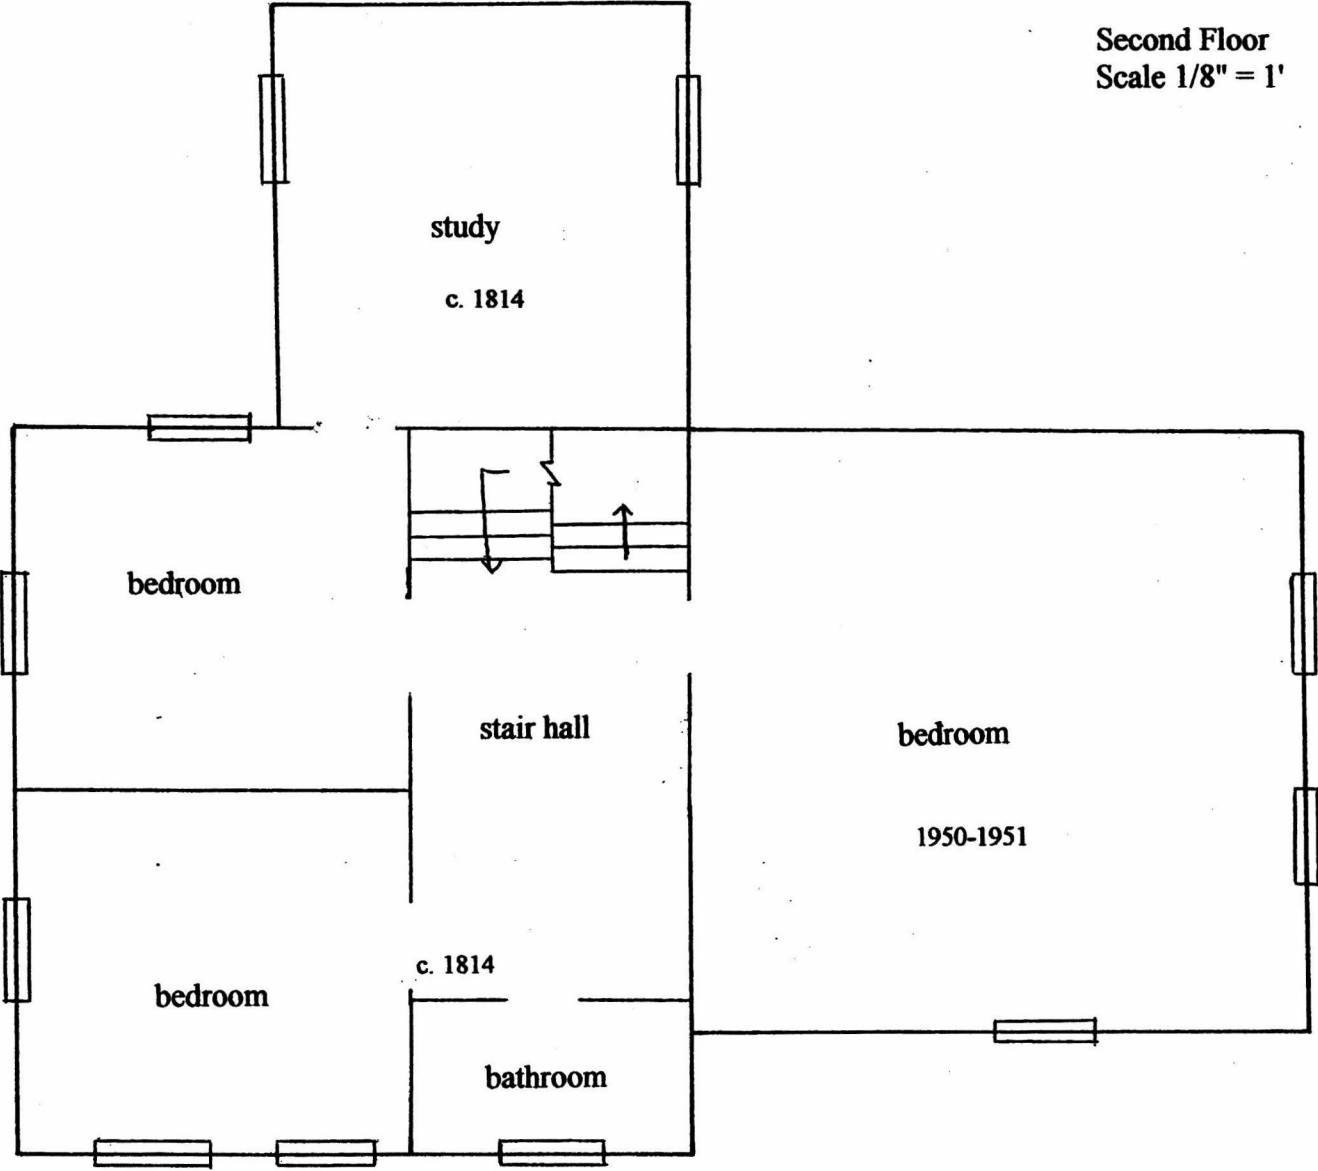 Second Floor
Scale 1/8" = 1'
study
c. 1814
bedroom
stair hall
bedroom
1950-1951
c. 1814
bedroom
bathroom